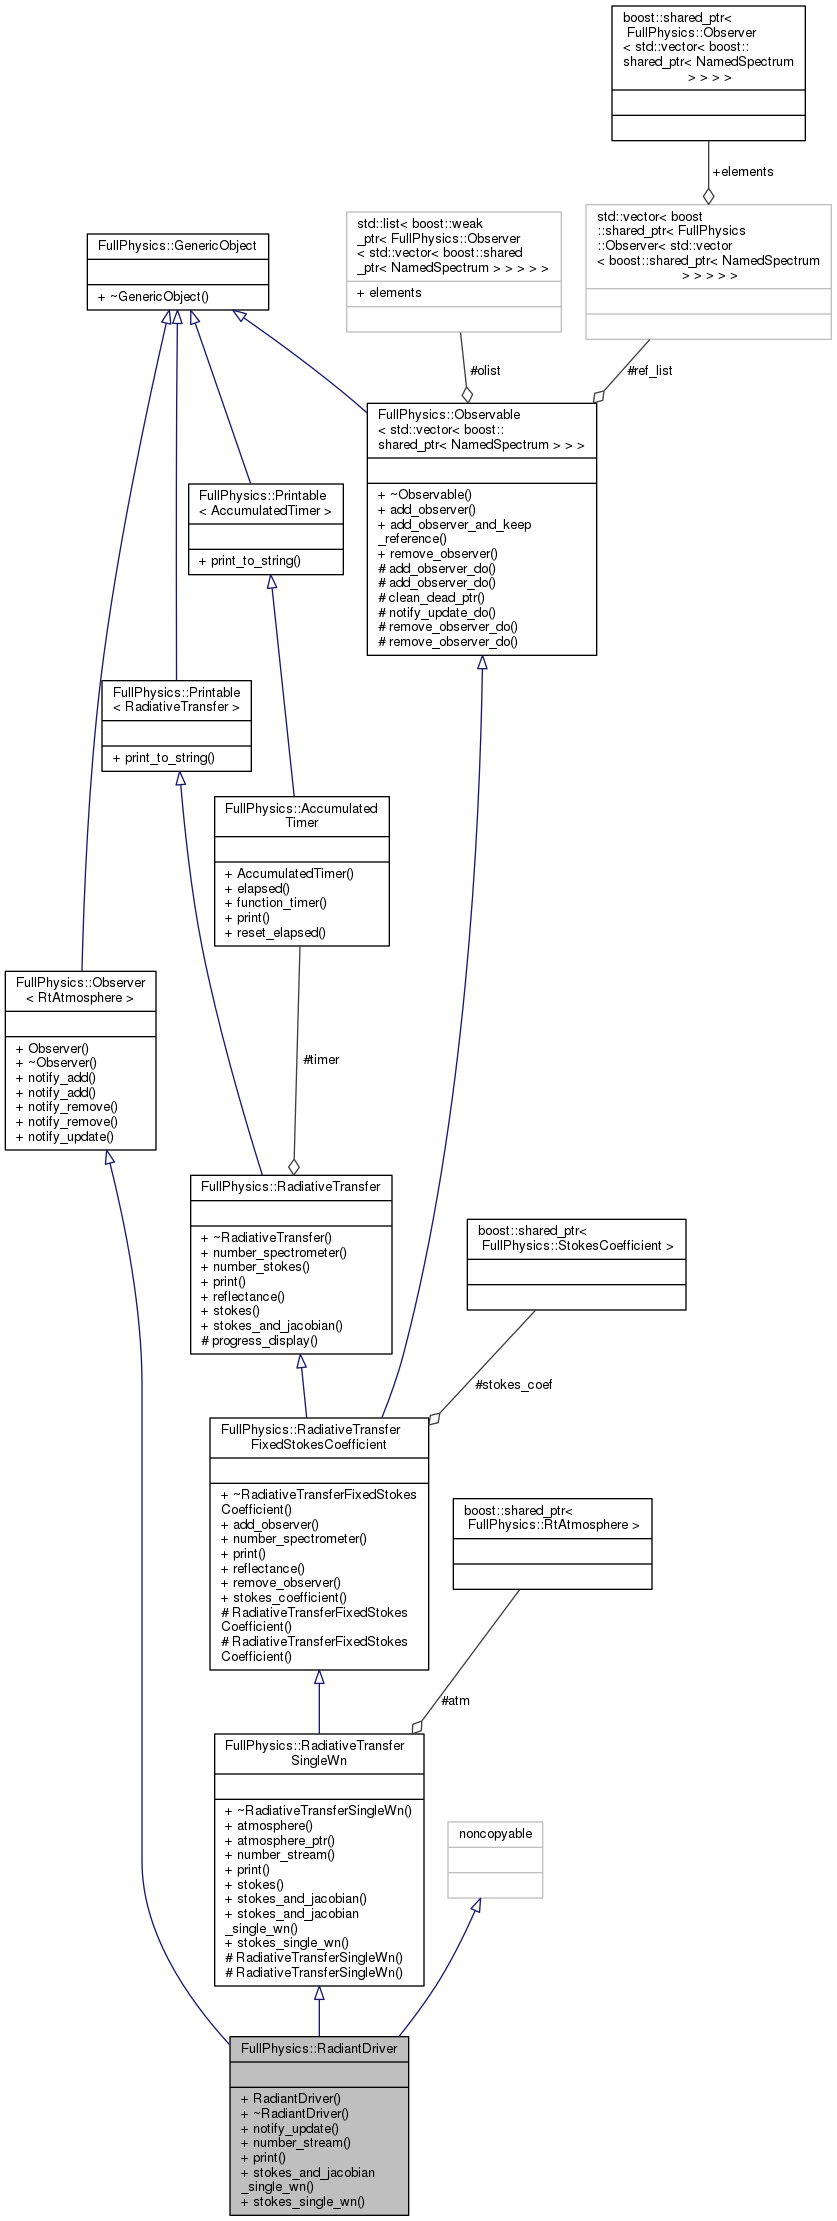 boost::shared_ptr<
FullPhysics::Observer
< std::vector< boost::
shared_ptr< NamedSpectrum
> > > >
+elements
std::list< boost::weak
_ptr< FullPhysics::Observer
< std::vector< boost::shared
_ptr< NamedSpectrum > > > > >
+ elements
std::vector< boost
::shared_ptr< FullPhysics
::Observer< std::vector
< boost::shared_ptr< NamedSpectrum
> > > > >
FullPhysics::GenericObject
+ ~GenericObject()
#olist
#ref_list
FullPhysics::Observable
< std::vector< boost::
shared_ptr< NamedSpectrum > > >
+ ~Observable()
+ add_observer()
+ add_observer_and_keep
_reference()
+ remove_observer()
# add_observer_do()
# add_observer_do()
# clean_dead_ptr()
# notify_update_do()
# remove_observer_do()
# remove_observer_do()
FullPhysics::Printable
< AccumulatedTimer >
+ print_to_string()
FullPhysics::Printable
< RadiativeTransfer >
+ print_to_string()
FullPhysics::Accumulated
Timer
+ AccumulatedTimer()
+ elapsed()
+ function_timer()
+ print()
+ reset_elapsed()
FullPhysics::Observer
< RtAtmosphere >
+ Observer()
+ ~Observer()
+ notify_add()
+ notify_add()
+ notify_remove()
+ notify_remove()
+ notify_update()
#timer
FullPhysics::RadiativeTransfer
+ ~RadiativeTransfer()
+ number_spectrometer()
+ number_stokes()
+ print()
+ reflectance()
+ stokes()
+ stokes_and_jacobian()
# progress_display()
boost::shared_ptr<
FullPhysics::StokesCoefficient >
#stokes_coef
FullPhysics::RadiativeTransfer
FixedStokesCoefficient
+ ~RadiativeTransferFixedStokes
Coefficient()
+ add_observer()
+ number_spectrometer()
+ print()
+ reflectance()
+ remove_observer()
+ stokes_coefficient()
# RadiativeTransferFixedStokes
Coefficient()
# RadiativeTransferFixedStokes
Coefficient()
boost::shared_ptr<
FullPhysics::RtAtmosphere >
#atm
FullPhysics::RadiativeTransfer
SingleWn
+ ~RadiativeTransferSingleWn()
+ atmosphere()
+ atmosphere_ptr()
+ number_stream()
+ print()
+ stokes()
+ stokes_and_jacobian()
+ stokes_and_jacobian
_single_wn()
+ stokes_single_wn()
# RadiativeTransferSingleWn()
# RadiativeTransferSingleWn()
noncopyable
FullPhysics::RadiantDriver
+ RadiantDriver()
+ ~RadiantDriver()
+ notify_update()
+ number_stream()
+ print()
+ stokes_and_jacobian
_single_wn()
+ stokes_single_wn()